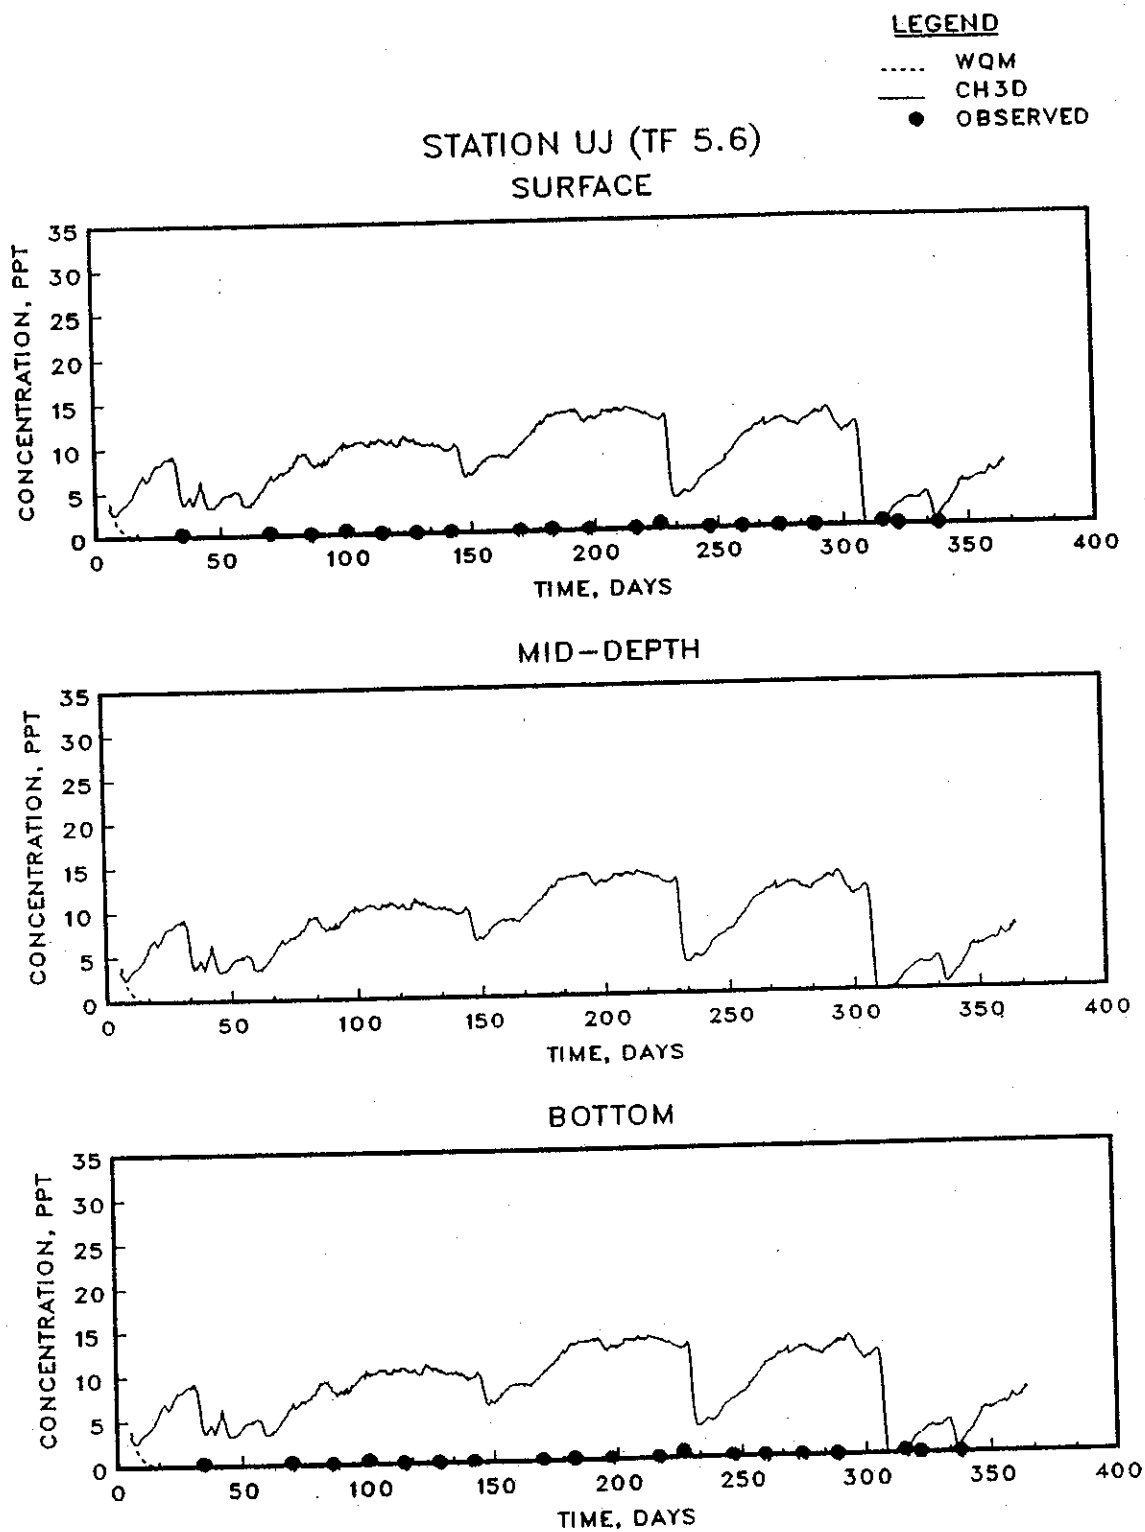 LEGEND
WQM
CH3D
OBSERVED
STATION UJ (TF 5.6)
SURFACE
35
30
25
20
15
10
5
0
CONCENTRATION, PPT
0 50 100 150 200 250 300 350 400
TIME, DAYS
MID-DEPTH
35
30
25
20
15
10
5
0
CONCENTRATION, PPT
0 50 100 150 200 250 300 350 400
TIME, DAYS
BOTTOM
35
30
25
20
15
10
5
0
CONCENTRATION, PPT
0 50 100 150 200 250 300 350 400
TIME, DAYS